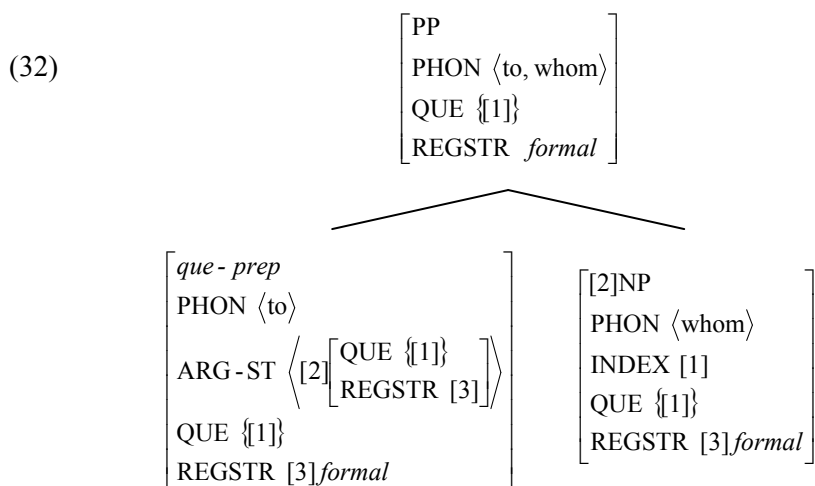 (32)
PP
PHON ⟨to, whom⟩
QUE {[1]}
REGSTR formal
que - prep
PHON ⟨to⟩
ARG - ST ⟨[2][QUE {[1]}
REGSTR [3]]⟩
QUE {[1]}
REGSTR [3] formal
[2]NP
PHON ⟨whom⟩
INDEX [1]
QUE {[1]}
REGSTR [3] formal